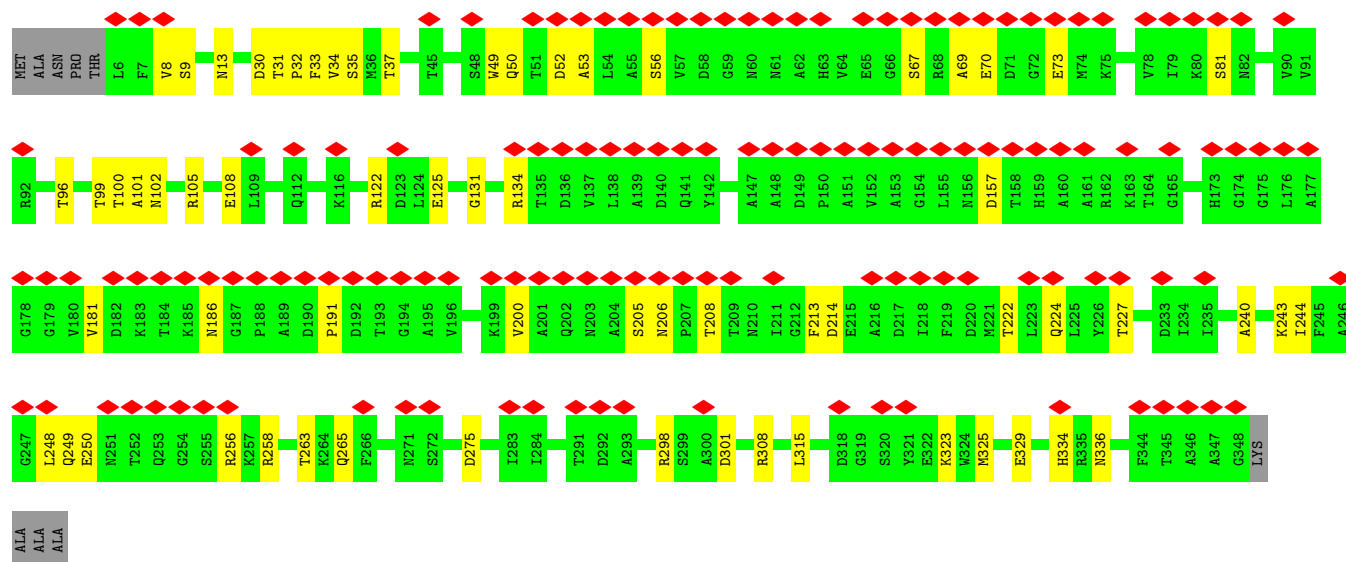 MET ALA ASN PRO THR L6 F7 V8 S9 N13 D30 T31 P32 F33 V34 S35 M36 T37 T45 S48 W49 Q50 T51 D52 A53 L54 A55 S56 V57 D58 G59 N60 N61 A62 H63 V64 E65 G66 S67 R68 A69 E70 D71 G72 E73 M74 K75 V78 I79 K80 S81 N82 V90 V91
R92 T96 T99 T100 A101 N102 R105 E108 L109 Q112 K116 R122 D123 L124 E125 G131 R134 T135 D136 V137 L138 A139 D140 Q141 Y142 A147 A148 D149 P150 A151 V152 A153 G154 L155 N156 D157 T158 H159 A160 A161 R162 K163 T164 G165 H173 G174 G175 L176 A177
G178 G179 V180 V181 D182 K183 T184 K185 N186 G187 P188 A189 D190 P191 D192 T193 G194 A195 V196 K199 V200 A201 Q202 N203 A204 S205 N206 P207 T208 T209 N210 I211 G212 F213 D214 E215 A216 D217 I218 F219 D220 M221 T222 L223 Q224 L225 Y226 T227 D233 I234 I235 A240 K243 I244 F245 A246
G247 L248 Q249 E250 N251 T252 Q253 G254 S255 R256 K257 R258 T263 K264 Q265 F266 N271 S272 D275 I283 I284 T291 D292 A293 R298 S299 A300 D301 R308 L315 D318 G319 S320 Y321 E322 K323 W324 M325 E329 H334 R335 N336 F344 T345 A346 A347 G348 LYS
ALA ALA ALA